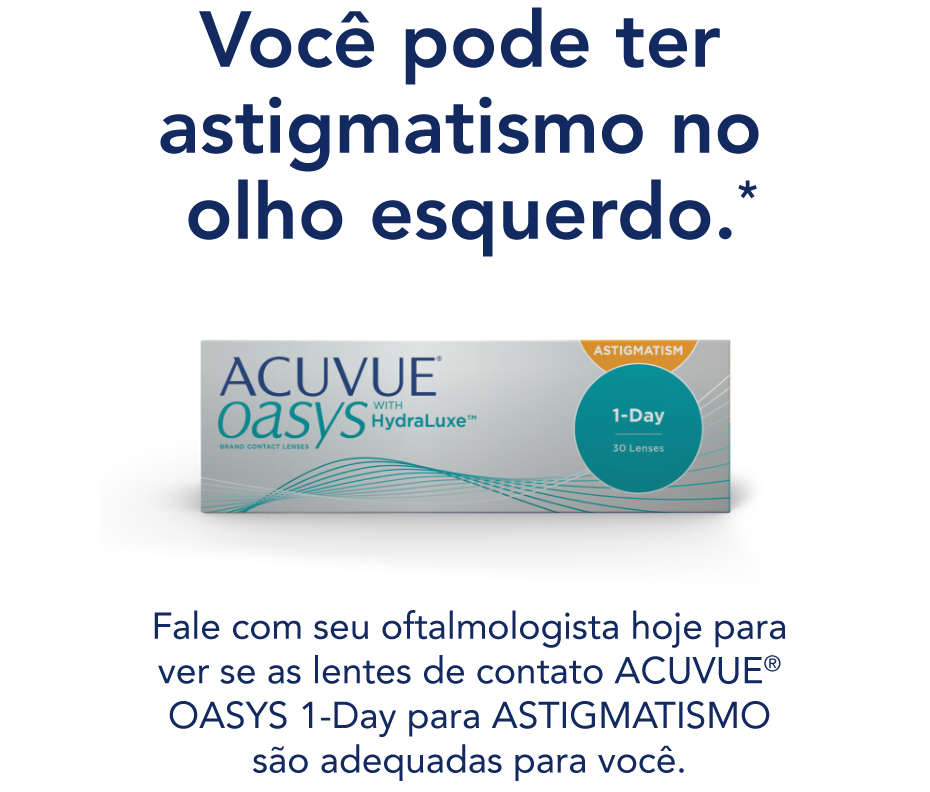 Você pode ter
astigmatismo no
olho esquerdo.*
ASTIGMATISM
ACUVUE®
oasys WITH HydraLuxe™
BRAND CONTACT LENSES
1-Day
30 Lenses
Fale com seu oftalmologista hoje para
ver se as lentes de contato ACUVUE®
OASYS 1-Day para ASTIGMATISMO
são adequadas para você.